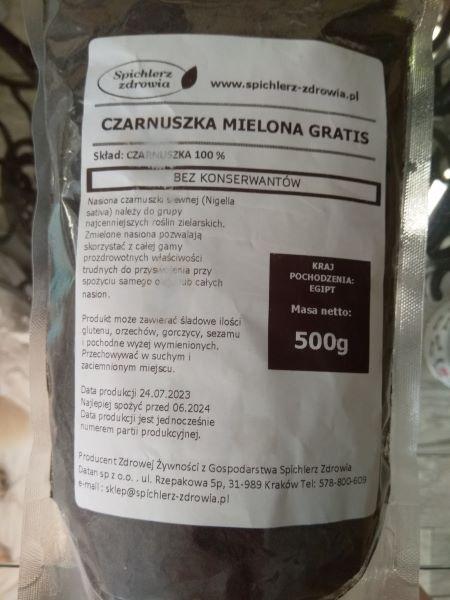 Spichlerz
zdrowia
www.spichlerz-zdrowia.pl
CZARNUSZKA MIELONA GRATIS
Skład: CZARNUSZKA 100 %
BEZ KONSERWANTÓW
Nasiona czarnuszki siewnej (Nigella
sativa) należy do grupy
najcenniejszych roślin zielarskich.
Zmielone nasiona pozwalają
skorzystać z całej gamy
prozdrowotnych właściwości
trudnych do przyswojenia przy
spożyciu samego oleju lub całych
nasion.
KRAJ
POCHODZENIA:
EGIPT
Masa netto:
500g
Produkt może zawierać śladowe ilości
glutenu, orzechów, gorczycy, sezamu
i pochodne wyżej wymienionych.
Przechowywać w suchym i
zaciemnionym miejscu.
Data produkcji 24.07.2023
Najlepiej spożyć przed 06.2024
Data produkcji jest jednocześnie
numerem partii produkcyjnej.
Producent Zdrowej Żywności z Gospodarstwa Spichlerz Zdrowia
Datan sp z o.o. . ul. Rzepakowa 5p, 31-989 Kraków Tel: 578-800-609
e-mail : sklep@spichlerz-zdrowia.pl